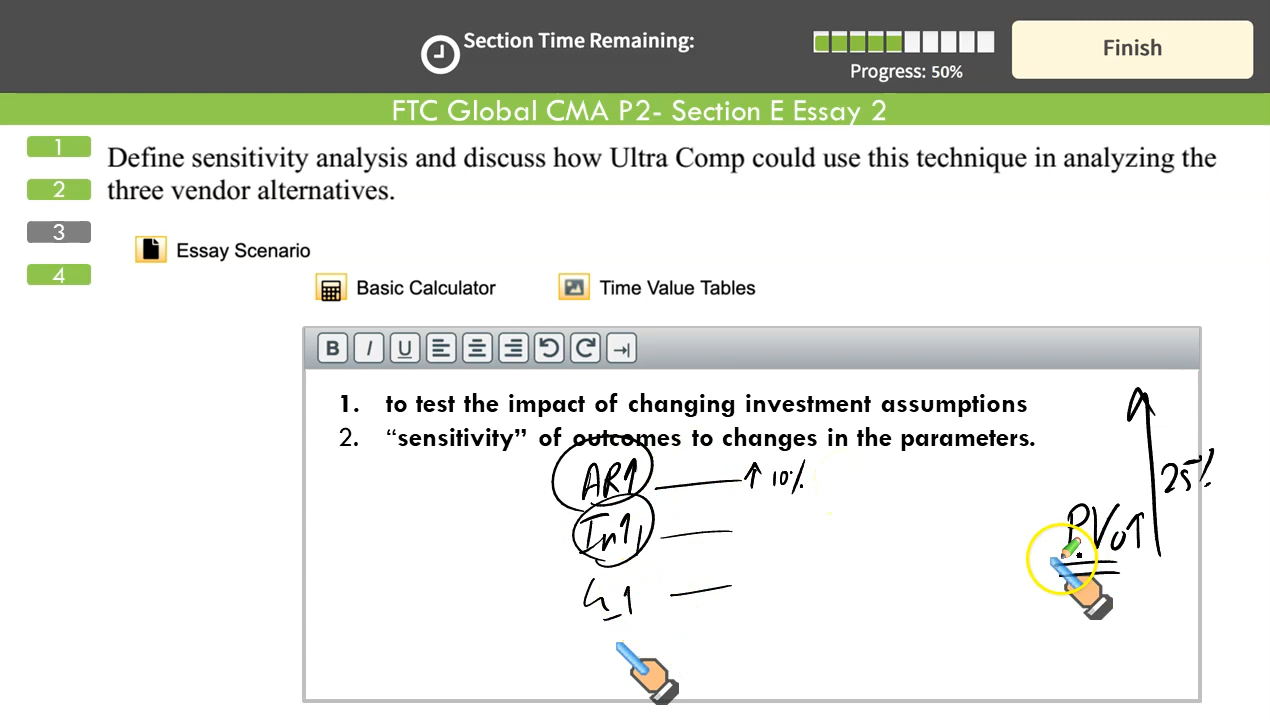 Section Time Remaining:
Progress: 50%
Finish
FTC Global CMA P2- Section E Essay 2
1
2
3
4
Define sensitivity analysis and discuss how Ultra Comp could use this technique in analyzing the
three vendor alternatives.
Essay Scenario
Basic Calculator
Time Value Tables
B I U
1. to test the impact of changing investment assumptions
2. “sensitivity” of outcomes to changes in the parameters.
AR↑ ↑ 10%
In↑
↑
25%